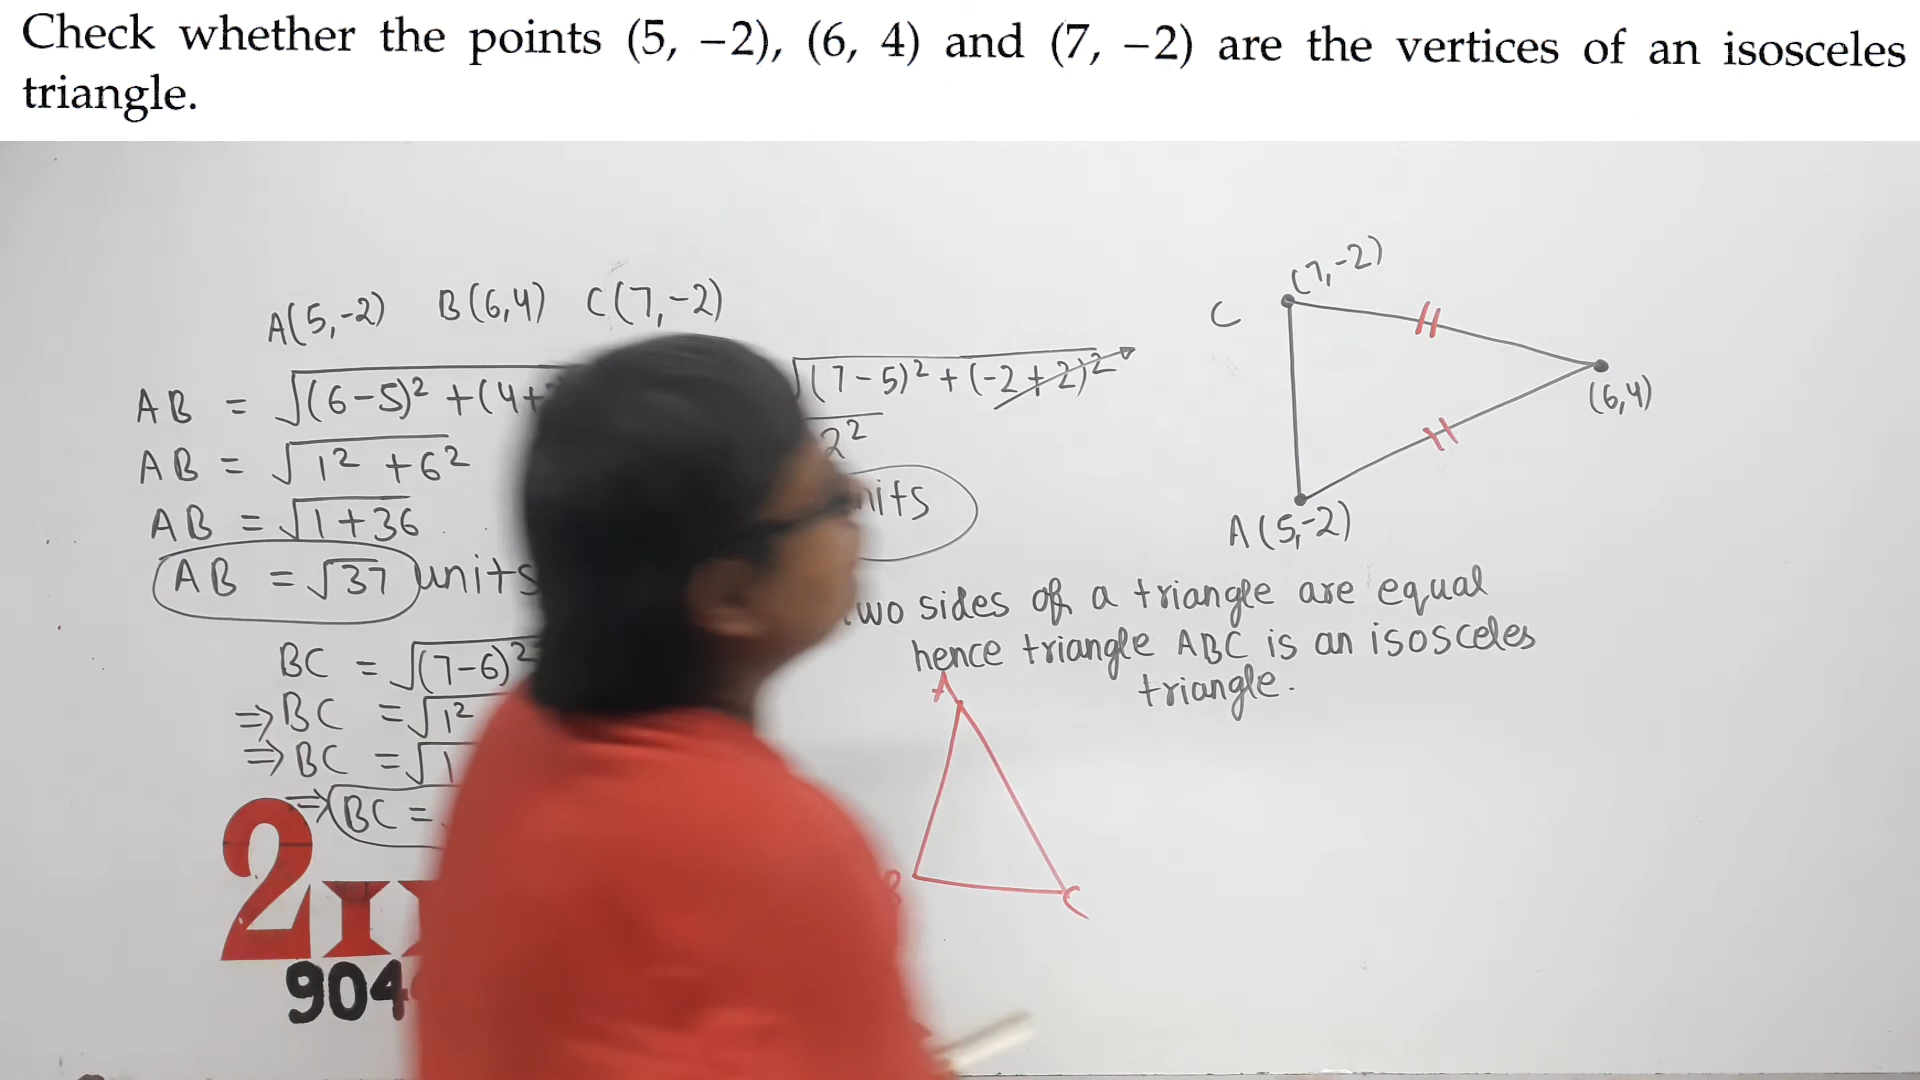 Check whether the points (5, −2), (6, 4) and (7, −2) are the vertices of an isosceles
triangle.
A(5,-2) B(6,4) C(7,-2)
AB = √(6-5)² + (4+
AB = √1² + 6²
AB = √1+36
AB = √37 units
BC = √(7-6)²
⇒ BC = √1²
⇒ BC = √1
⇒ BC =
√(7-5)² + (-2+2)²
2²
nits
wo sides of a triangle are equal
hence triangle ABC is an isosceles
triangle.
C (7,-2)
(6,4)
A(5,-2)
A
B
C
2
904